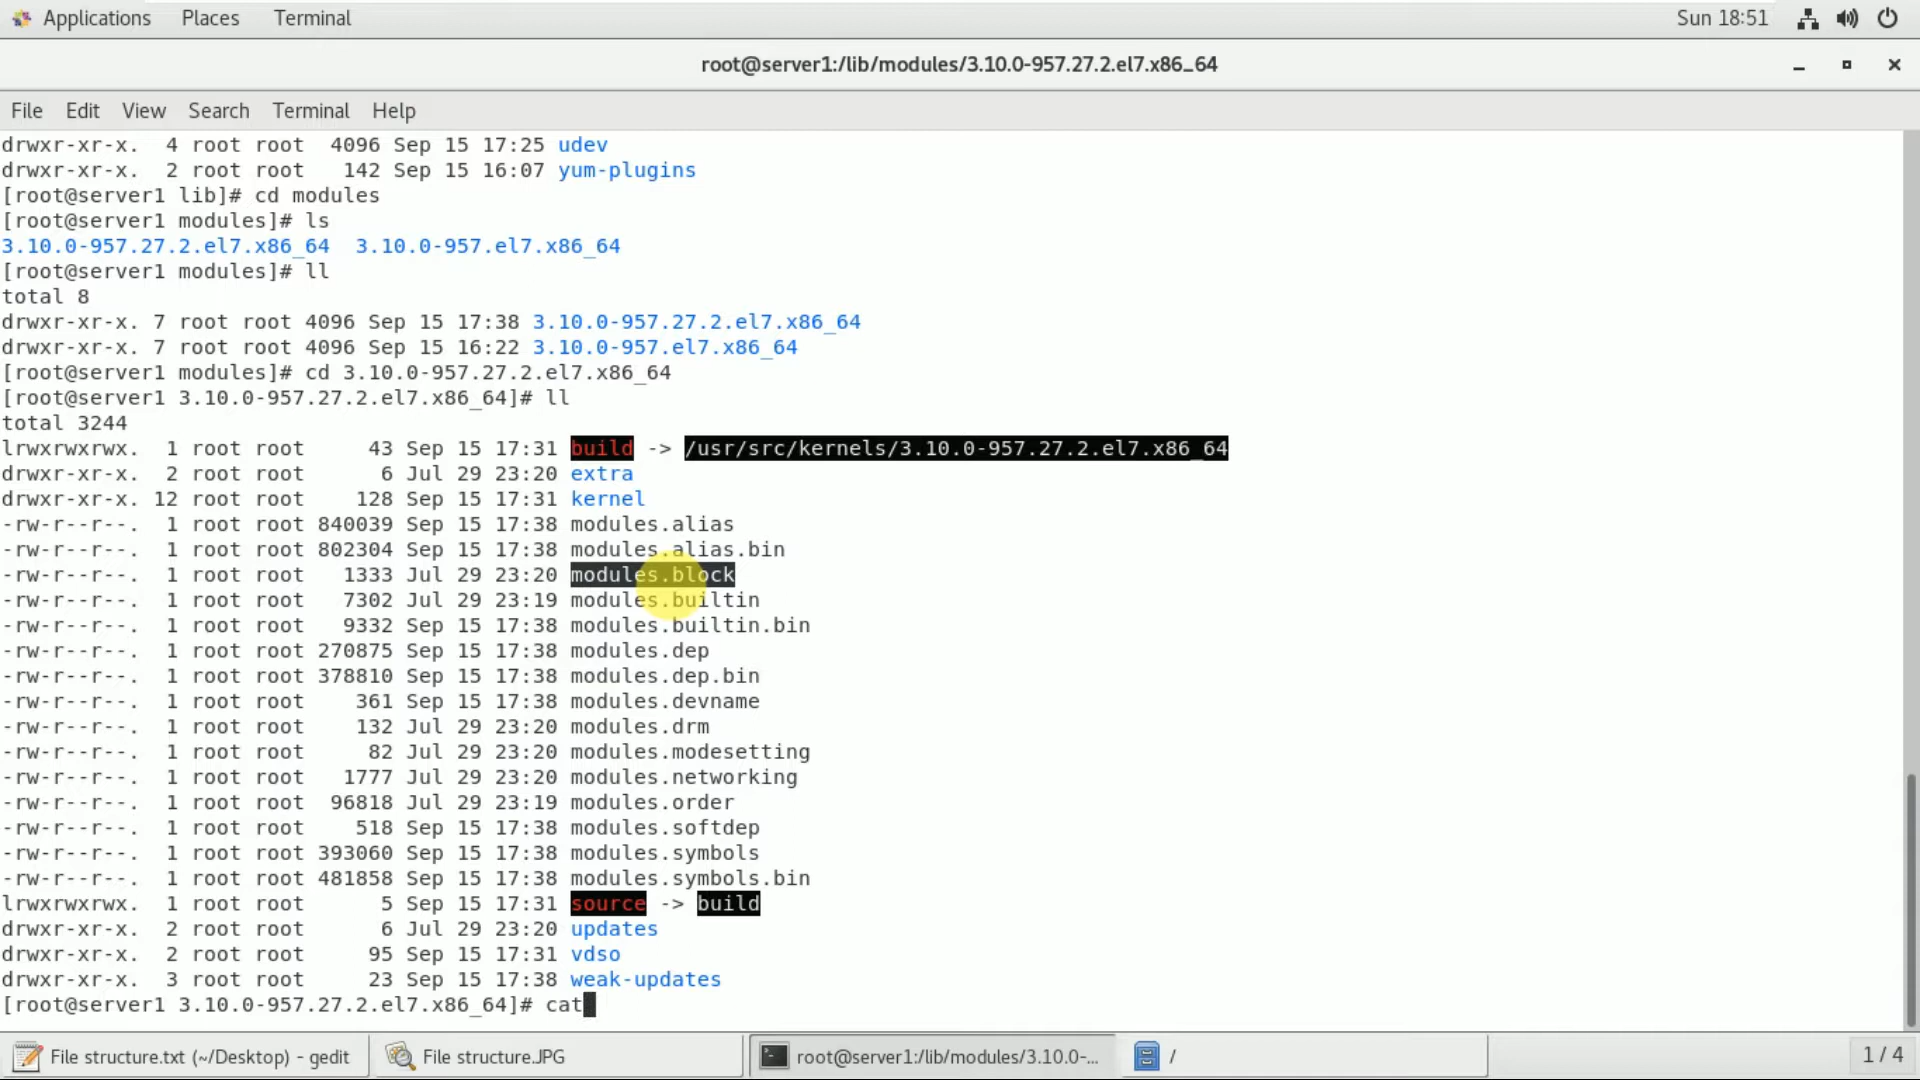 Applications Places Terminal Sun 18:51
root@server1:/lib/modules/3.10.0-957.27.2.el7.x86_64
File Edit View Search Terminal Help
drwxr-xr-x.  4 root root   4096 Sep 15 17:25 udev
drwxr-xr-x.  2 root root    142 Sep 15 16:07 yum-plugins
[root@server1 lib]# cd modules
[root@server1 modules]# ls
3.10.0-957.27.2.el7.x86_64  3.10.0-957.el7.x86_64
[root@server1 modules]# ll
total 8
drwxr-xr-x. 7 root root 4096 Sep 15 17:38 3.10.0-957.27.2.el7.x86_64
drwxr-xr-x. 7 root root 4096 Sep 15 16:22 3.10.0-957.el7.x86_64
[root@server1 modules]# cd 3.10.0-957.27.2.el7.x86_64
[root@server1 3.10.0-957.27.2.el7.x86_64]# ll
total 3244
lrwxrwxrwx.  1 root root     43 Sep 15 17:31 build -> /usr/src/kernels/3.10.0-957.27.2.el7.x86_64
drwxr-xr-x.  2 root root      6 Jul 29 23:20 extra
drwxr-xr-x. 12 root root    128 Sep 15 17:31 kernel
-rw-r--r--.  1 root root 840039 Sep 15 17:38 modules.alias
-rw-r--r--.  1 root root 802304 Sep 15 17:38 modules.alias.bin
-rw-r--r--.  1 root root   1333 Jul 29 23:20 modules.block
-rw-r--r--.  1 root root   7302 Jul 29 23:19 modules.builtin
-rw-r--r--.  1 root root   9332 Sep 15 17:38 modules.builtin.bin
-rw-r--r--.  1 root root 270875 Sep 15 17:38 modules.dep
-rw-r--r--.  1 root root 378810 Sep 15 17:38 modules.dep.bin
-rw-r--r--.  1 root root    361 Sep 15 17:38 modules.devname
-rw-r--r--.  1 root root    132 Jul 29 23:20 modules.drm
-rw-r--r--.  1 root root     82 Jul 29 23:20 modules.modesetting
-rw-r--r--.  1 root root   1777 Jul 29 23:20 modules.networking
-rw-r--r--.  1 root root  96818 Jul 29 23:19 modules.order
-rw-r--r--.  1 root root    518 Sep 15 17:38 modules.softdep
-rw-r--r--.  1 root root 393060 Sep 15 17:38 modules.symbols
-rw-r--r--.  1 root root 481858 Sep 15 17:38 modules.symbols.bin
lrwxrwxrwx.  1 root root      5 Sep 15 17:31 source -> build
drwxr-xr-x.  2 root root      6 Jul 29 23:20 updates
drwxr-xr-x.  2 root root     95 Sep 15 17:31 vdso
drwxr-xr-x.  3 root root     23 Sep 15 17:38 weak-updates
[root@server1 3.10.0-957.27.2.el7.x86_64]# cat
File structure.txt (~/Desktop) - gedit File structure.JPG root@server1:/lib/modules/3.10.0-... / 1 / 4